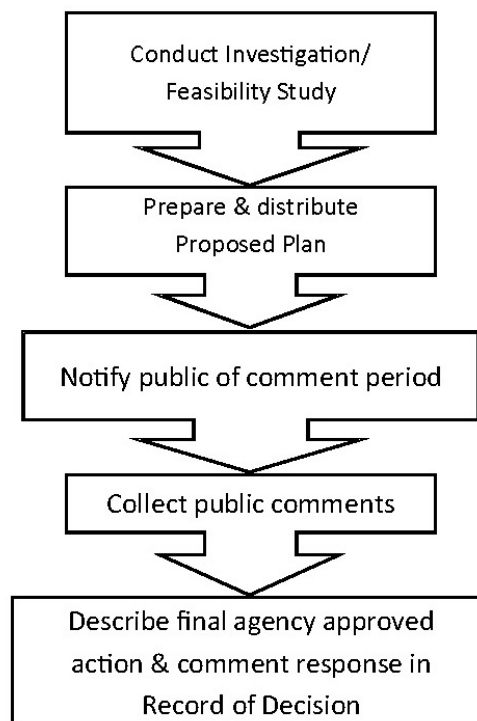 Conduct Investigation/
Feasibility Study
Prepare & distribute
Proposed Plan
Notify public of comment period
Collect public comments
Describe final agency approved
action & comment response in
Record of Decision